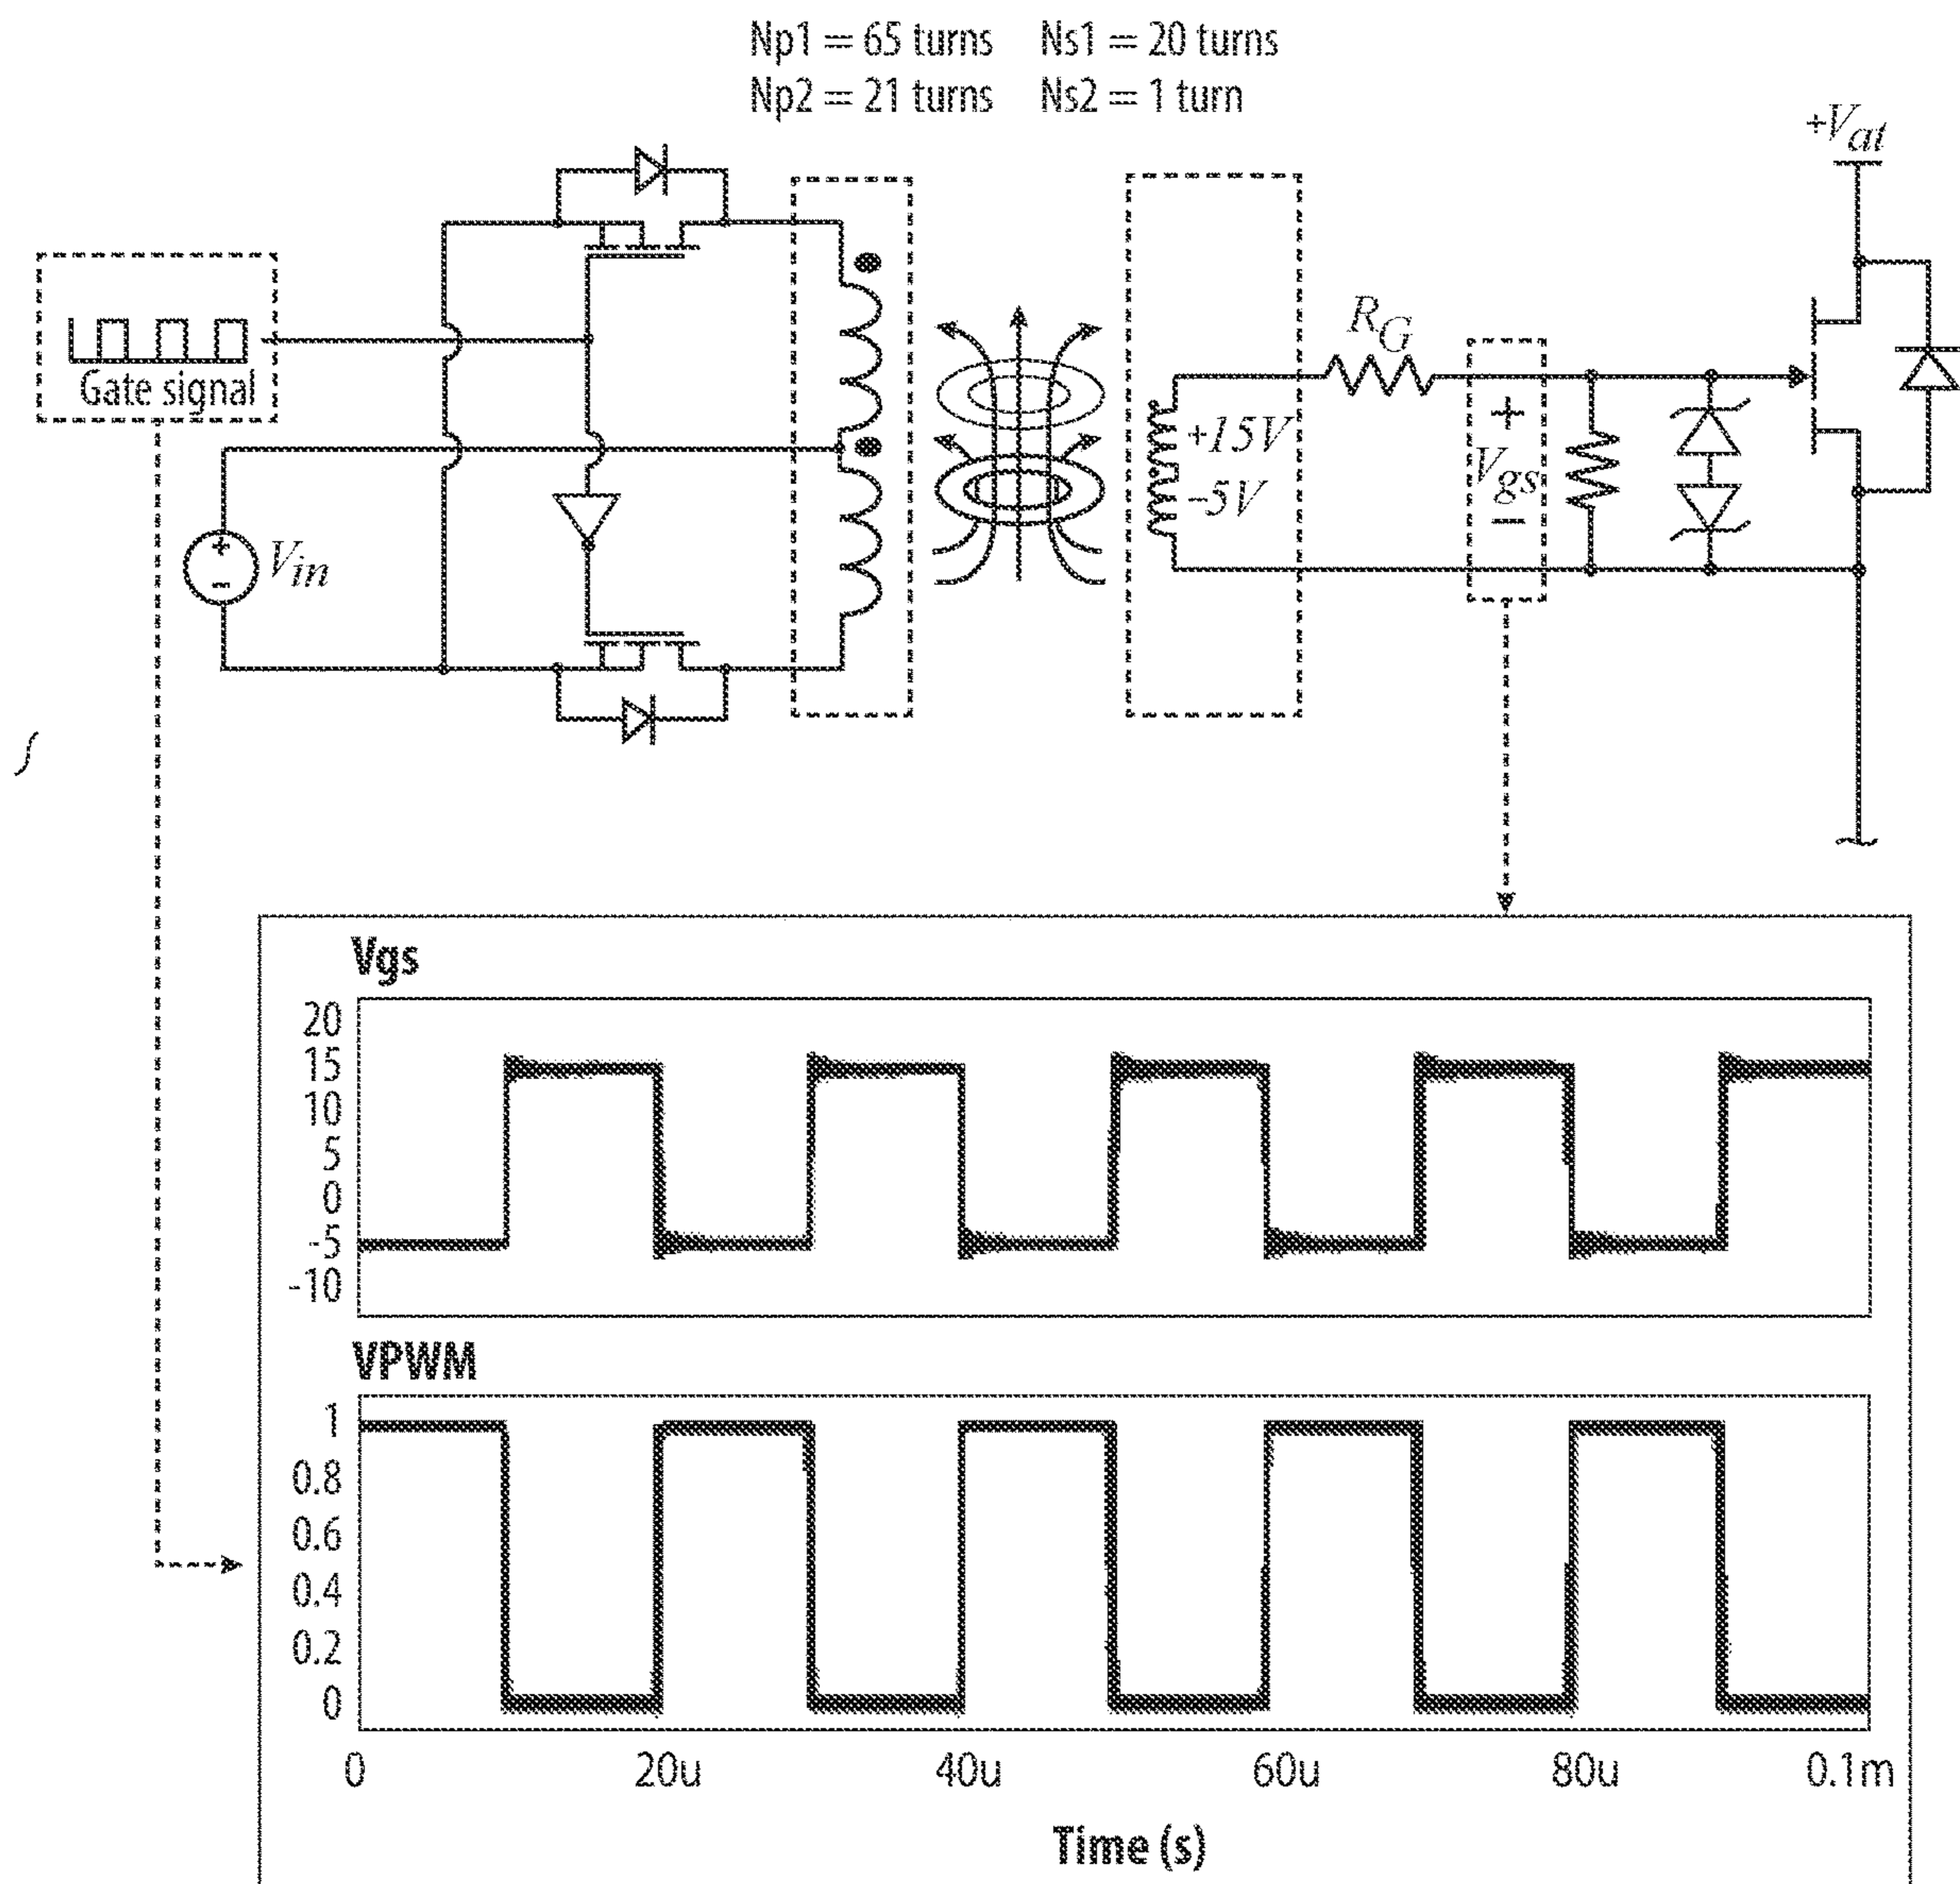 Np1 = 65 turns Ns1 = 20 turns
Np2 = 21 turns Ns2 = 1 turn
+Vat
Gate signal
RG
+15V
-5V
+
Vgs
−
+
Vin
-
Vgs
20
15
10
5
0
-5
-10
VPWM
1
0.8
0.6
0.4
0.2
0
0 20u 40u 60u 80u 0.1m
Time (s)